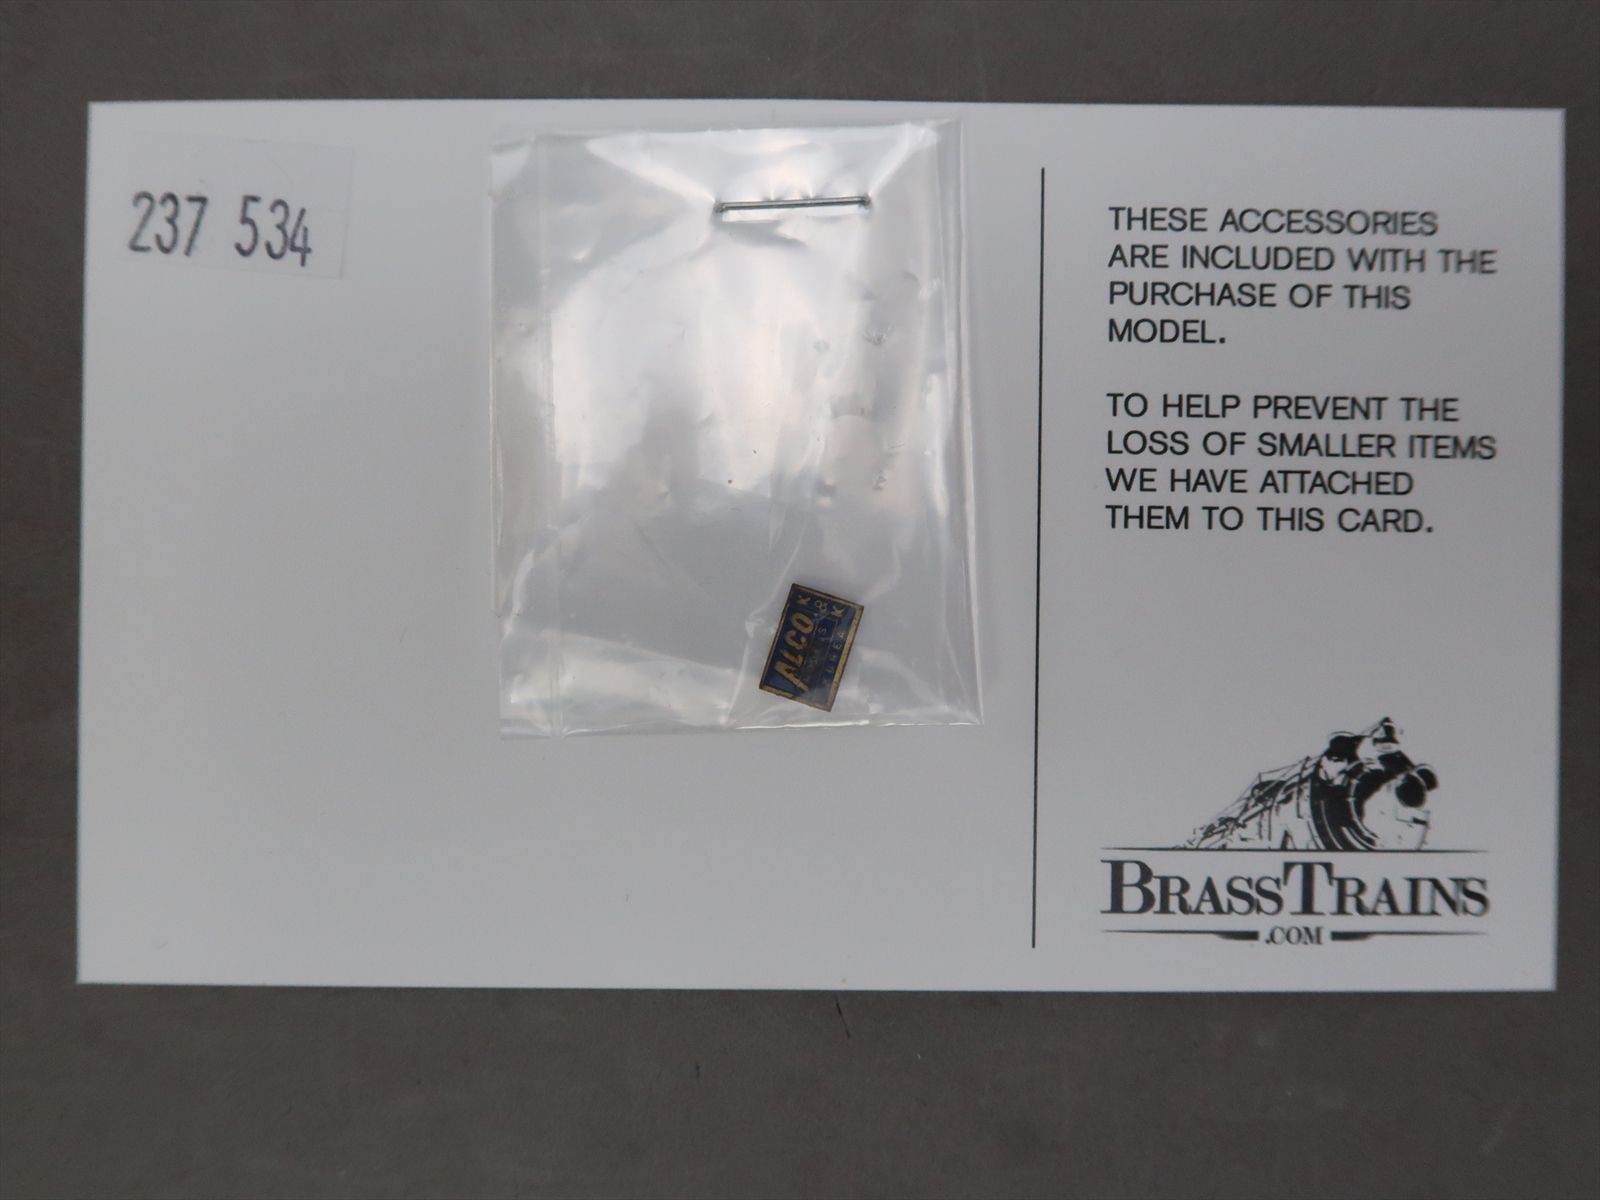 237 534
THESE ACCESSORIES
ARE INCLUDED WITH THE
PURCHASE OF THIS
MODEL.
TO HELP PREVENT THE
LOSS OF SMALLER ITEMS
WE HAVE ATTACHED
THEM TO THIS CARD.
ALCO
BRASSTRAINS
.COM